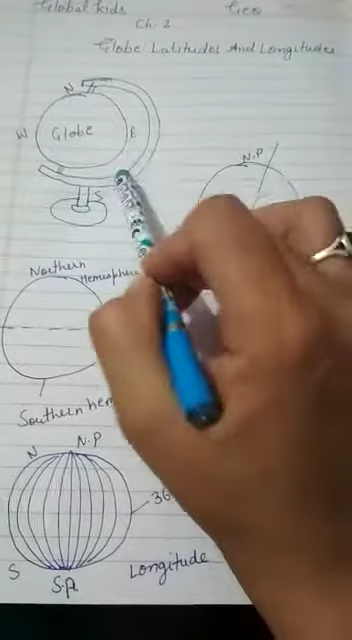 Global Kids Geo
Ch-2
Globe Latitudes And Longitudes
N
W Globe E
S
N.P
Northern
Hemisphere
Southern hem
N N.P
36
S S.P.
Longitude